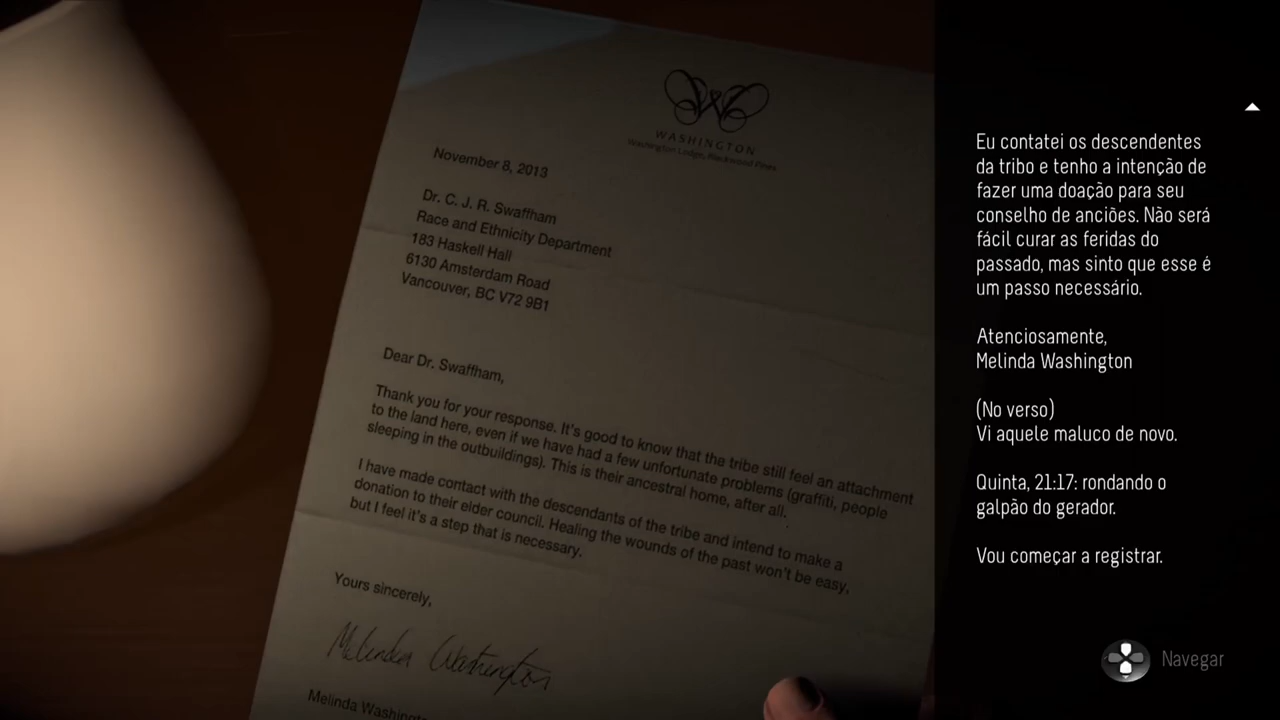 WASHINGTON
Washington Lodge, Blackwood Pines
November 8, 2013
Dr. C. J. R. Swaffham
Race and Ethnicity Department
183 Haskell Hall
6130 Amsterdam Road
Vancouver, BC V72 9B1
Dear Dr. Swaffham,
Thank you for your response. It's good to know that the tribe still feel an attachment
to the land here, even if we have had a few unfortunate problems (graffiti, people
sleeping in the outbuildings). This is their ancestral home, after all.
I have made contact with the descendants of the tribe and intend to make a
donation to their elder council. Healing the wounds of the past won't be easy,
but I feel it's a step that is necessary.
Yours sincerely,
Melinda Washington
Melinda Washingt
Eu contatei os descendentes
da tribo e tenho a intenção de
fazer uma doação para seu
conselho de anciões. Não será
fácil curar as feridas do
passado, mas sinto que esse é
um passo necessário.
Atenciosamente,
Melinda Washington
(No verso)
Vi aquele maluco de novo.
Quinta, 21:17: rondando o
galpão do gerador.
Vou começar a registrar.
Navegar